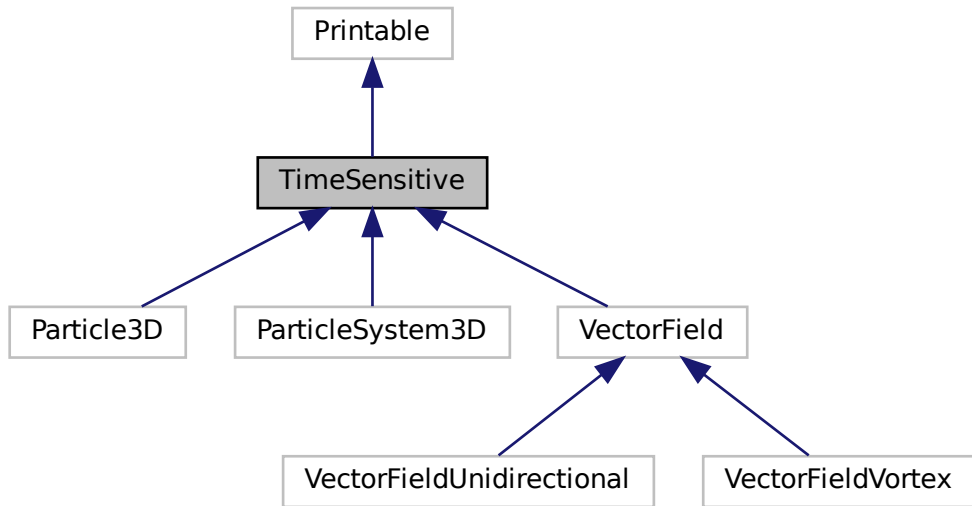 Printable
TimeSensitive
Particle3D
ParticleSystem3D
VectorField
VectorFieldUnidirectional
VectorFieldVortex